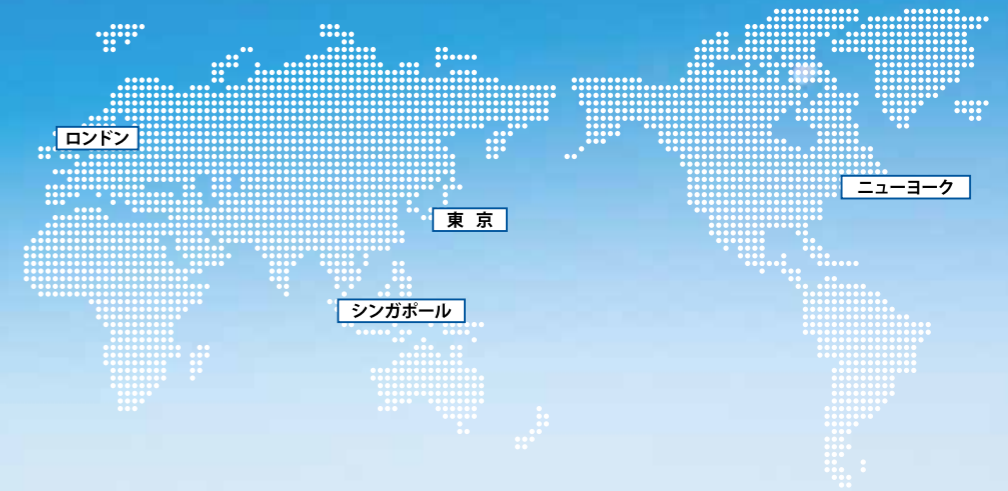 ロンドン
ニューヨーク
東 京
シンガポール